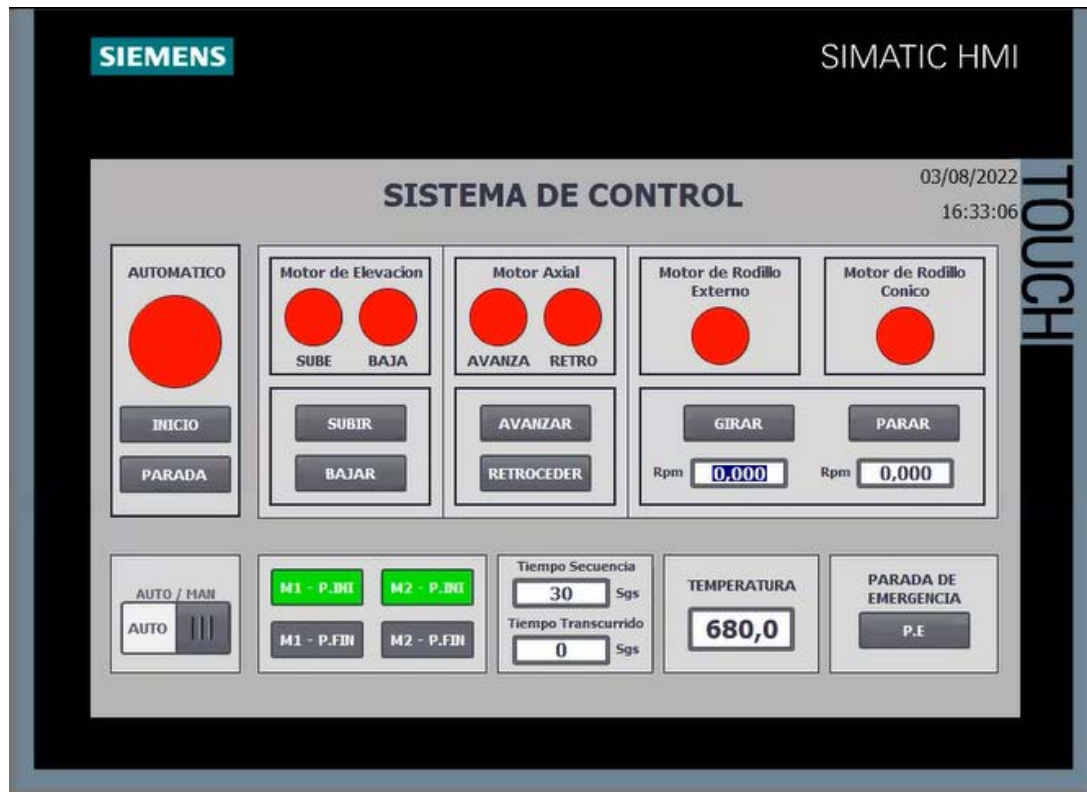 SIEMENS
SIMATIC HMI
TOUCH
SISTEMA DE CONTROL
03/08/2022
16:33:06
AUTOMATICO
INICIO
PARADA
Motor de Elevacion
SUBE BAJA
SUBIR
BAJAR
Motor Axial
AVANZA RETRO
AVANZAR
RETROCEDER
Motor de Rodillo
Externo
Motor de Rodillo
Conico
GIRAR
PARAR
Rpm 0,000
Rpm 0,000
AUTO / MAN
AUTO
M1 - P.INI
M2 - P.INI
M1 - P.FIN
M2 - P.FIN
Tiempo Secuencia
30 Sgs
Tiempo Transcurrido
0 Sgs
TEMPERATURA
680,0
PARADA DE
EMERGENCIA
P.E